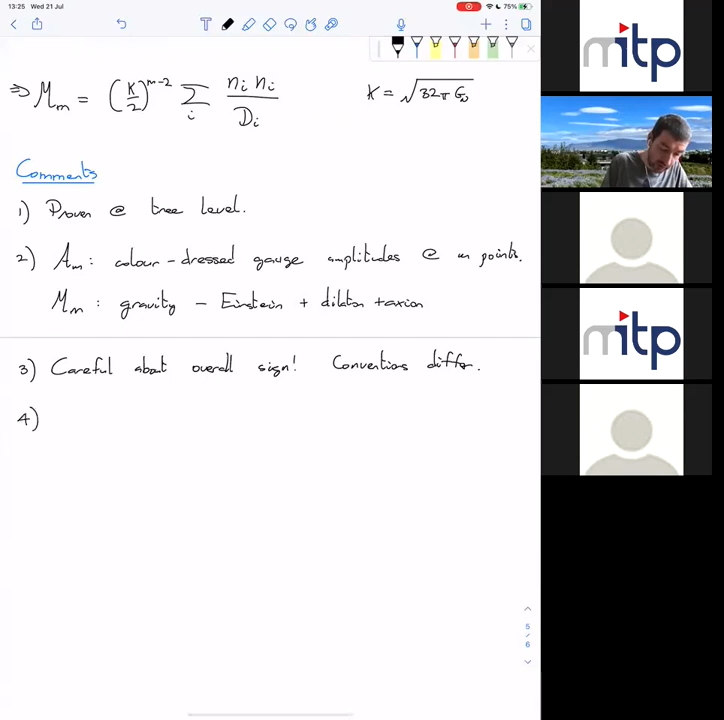 13:25 Wed 21 Jul
75%
⇒ M_m = (κ/2)^{m-2} Σ_i n_i n_i / D_i
κ = √32π G_N
Comments
1) Proven @ tree level.
2) A_m : colour-dressed gauge amplitudes @ m points.
M_m : gravity - Einstein + dilaton + axion
3) Careful about overall sign! Conventions differ.
4)
5
/
6
mitp
mitp